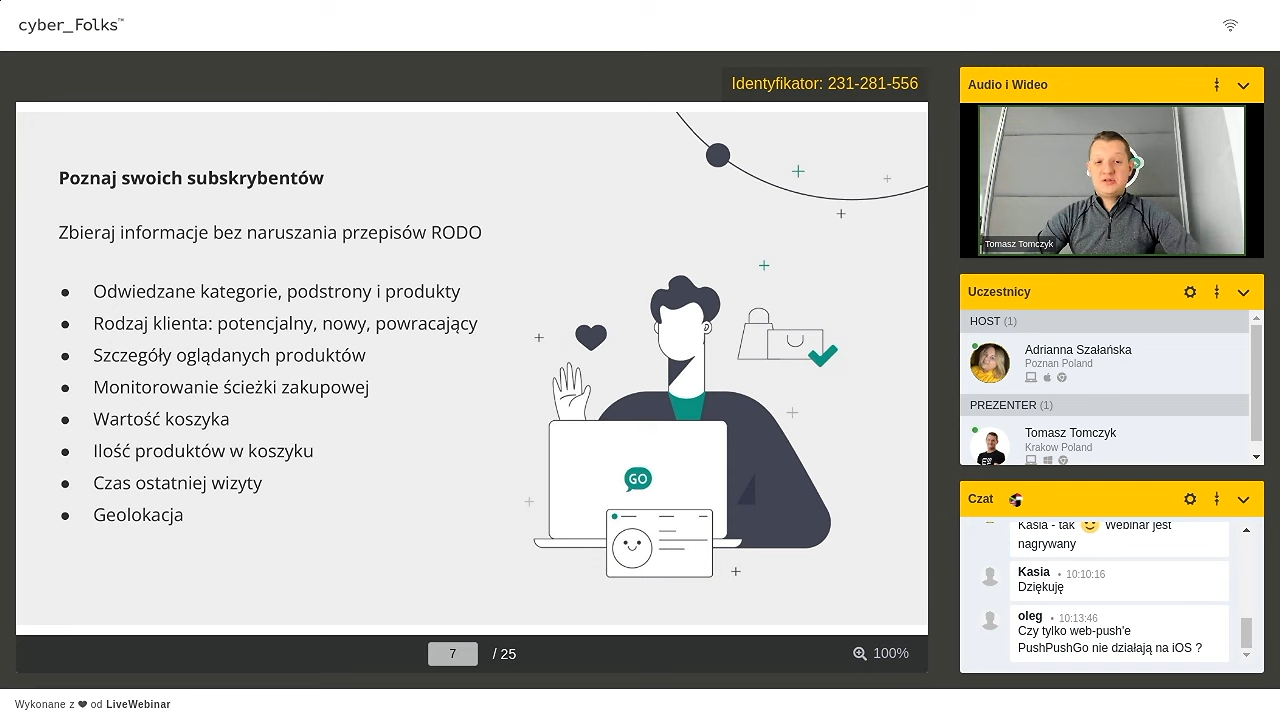 cyber_Folks™
Identyfikator: 231-281-556
Poznaj swoich subskrybentów
Zbieraj informacje bez naruszania przepisów RODO
● Odwiedzane kategorie, podstrony i produkty
● Rodzaj klienta: potencjalny, nowy, powracający
● Szczegóły oglądanych produktów
● Monitorowanie ścieżki zakupowej
● Wartość koszyka
● Ilość produktów w koszyku
● Czas ostatniej wizyty
● Geolokacja
GO
7 / 25
100%
Audio i Wideo
Tomasz Tomczyk
Uczestnicy
HOST (1)
Adrianna Szałańska
Poznan Poland
PREZENTER (1)
Tomasz Tomczyk
Krakow Poland
Czat
Kasia - tak 🙂 Webinar jest
nagrywany
Kasia • 10:10:16
Dziękuję
oleg • 10:13:46
Czy tylko web-push'e
PushPushGo nie działają na iOS ?
Wykonane z ❤ od LiveWebinar